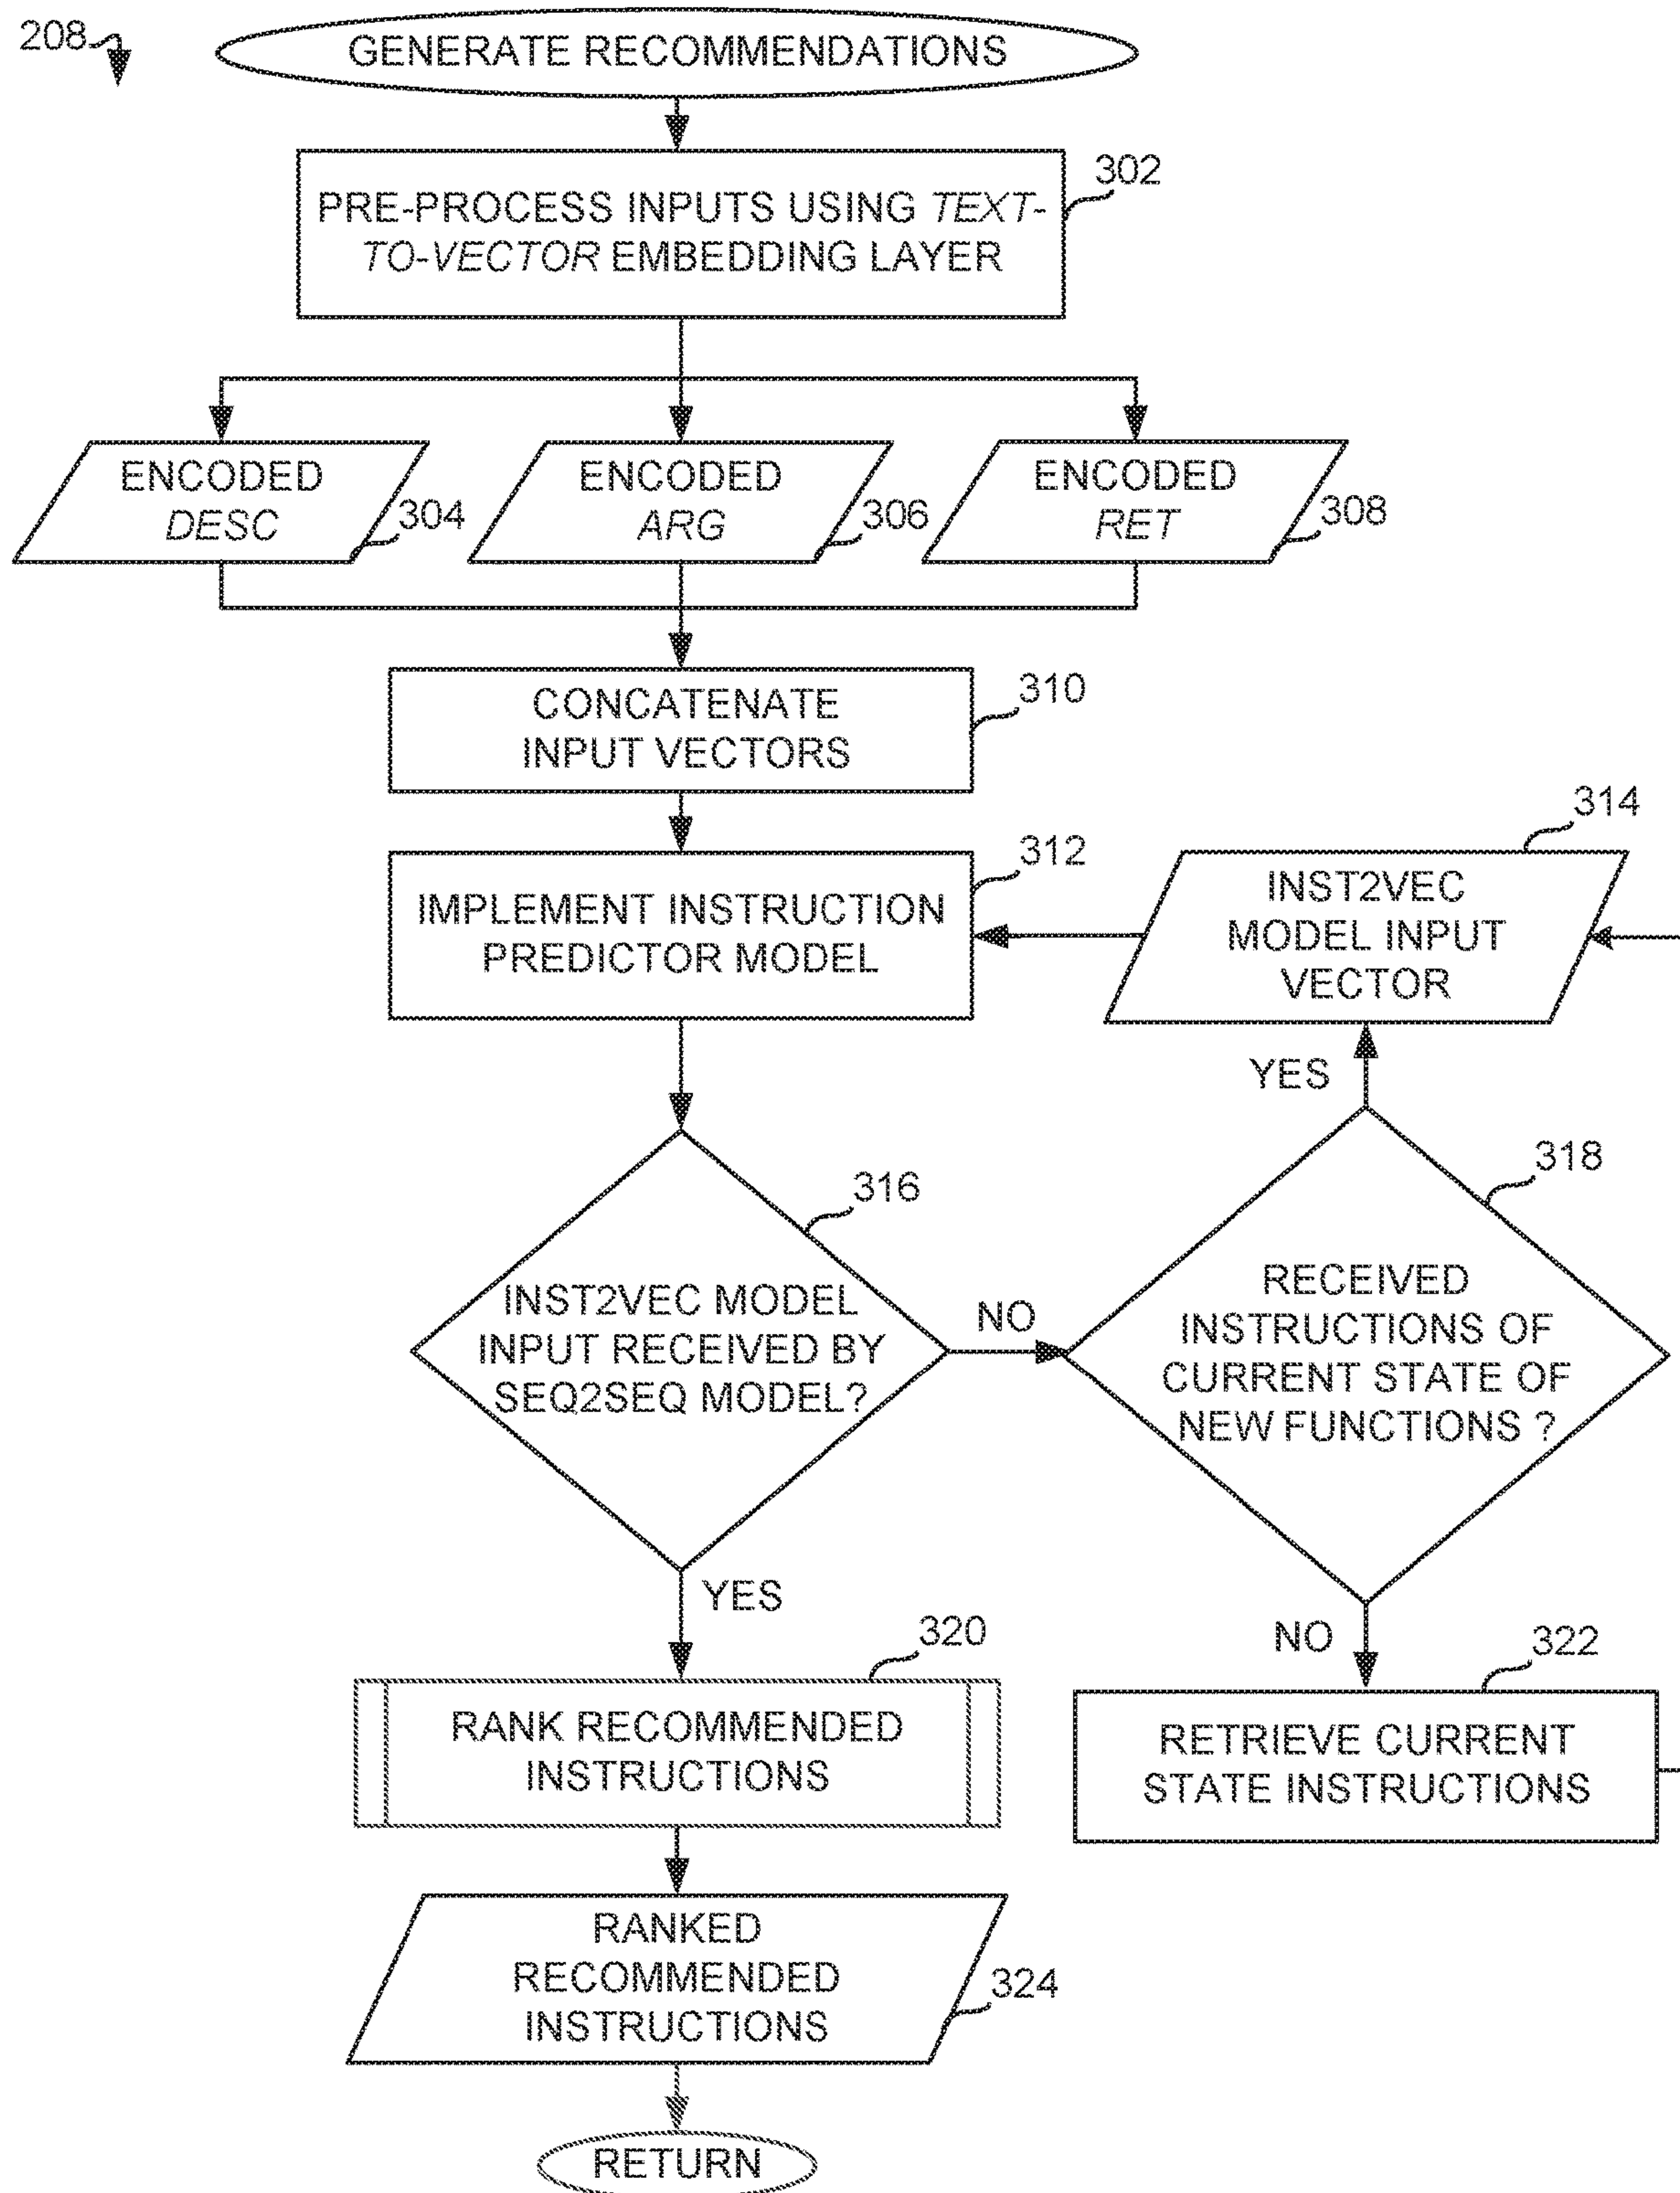 208
GENERATE RECOMMENDATIONS
302
PRE-PROCESS INPUTS USING TEXT-
TO-VECTOR EMBEDDING LAYER
ENCODED
DESC
304
ENCODED
ARG
306
ENCODED
RET
308
CONCATENATE
INPUT VECTORS
310
IMPLEMENT INSTRUCTION
PREDICTOR MODEL
312
314
INST2VEC
MODEL INPUT
VECTOR
YES
316
INST2VEC MODEL
INPUT RECEIVED BY
SEQ2SEQ MODEL?
NO
318
RECEIVED
INSTRUCTIONS OF
CURRENT STATE OF
NEW FUNCTIONS ?
YES
NO
320
RANK RECOMMENDED
INSTRUCTIONS
322
RETRIEVE CURRENT
STATE INSTRUCTIONS
RANKED
RECOMMENDED
INSTRUCTIONS
324
RETURN